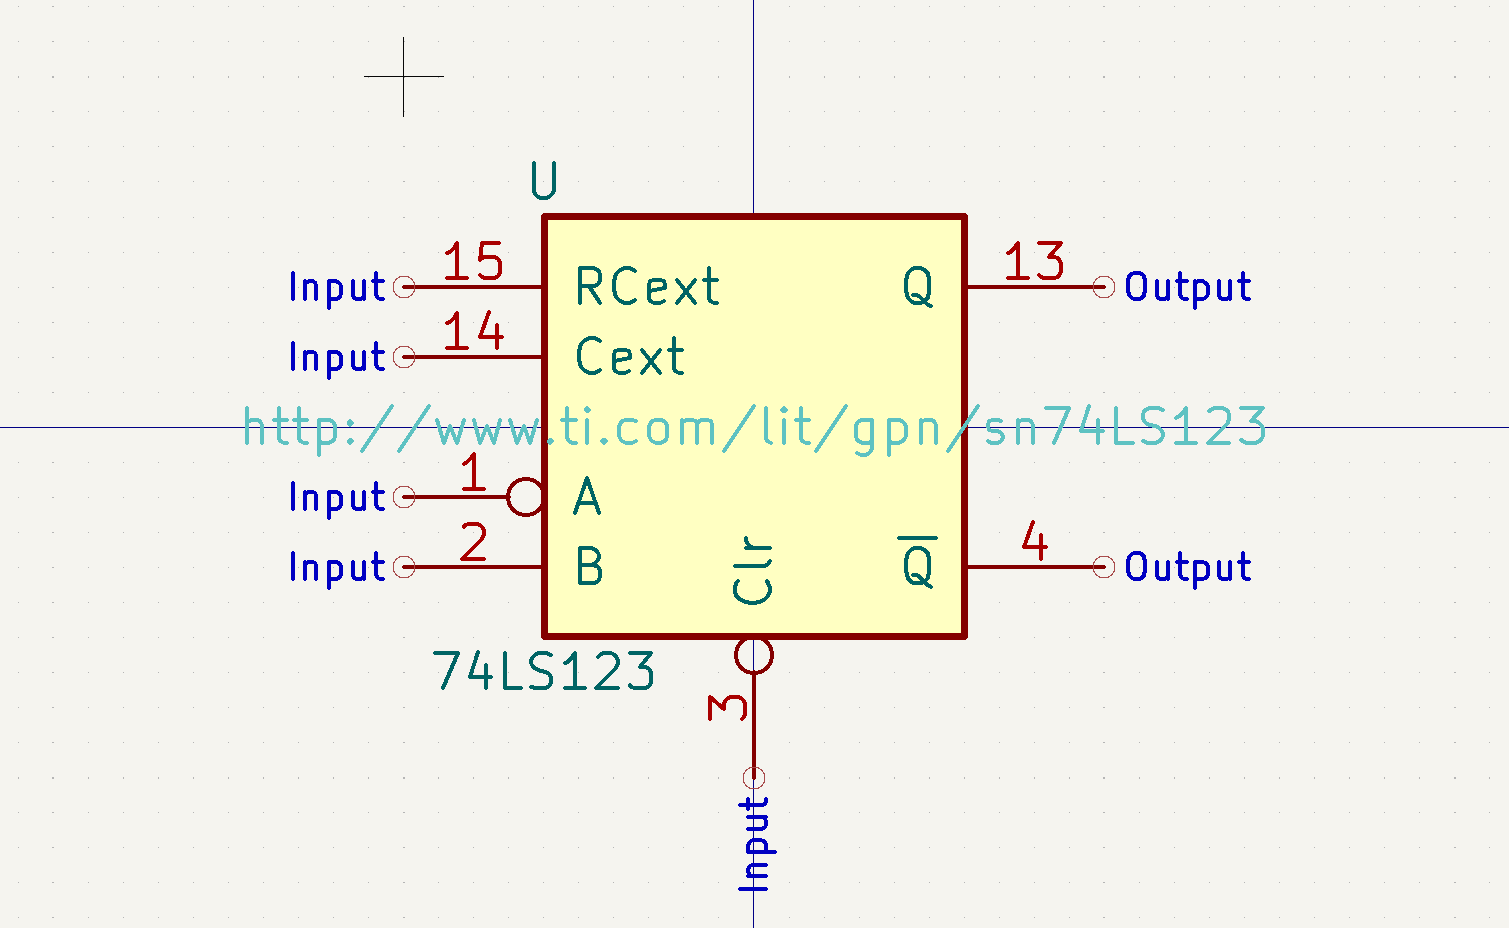 U
15 13
Input RCext Q Output
14
Input Cext
http://www.ti.com/lit/gpn/sn74LS123
1
Input A
2 4
Input B Clr Q̅ Output
74LS123
3
Input